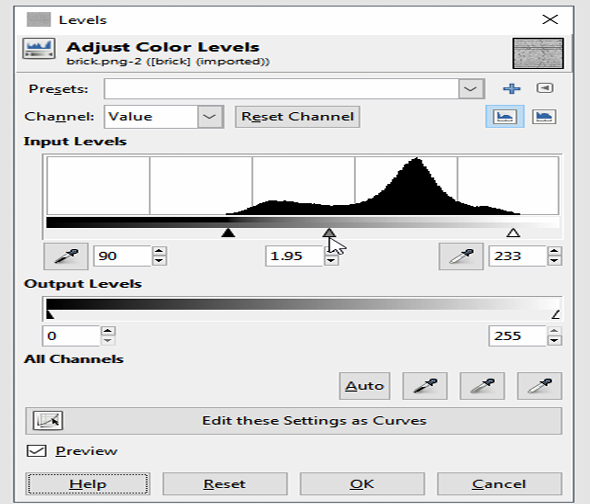 Levels
Adjust Color Levels
brick.png-2 ([brick] (imported))
Presets:
Channel: Value Reset Channel
Input Levels
90 1.95 233
Output Levels
0 255
All Channels
Auto
Edit these Settings as Curves
Preview
Help Reset OK Cancel